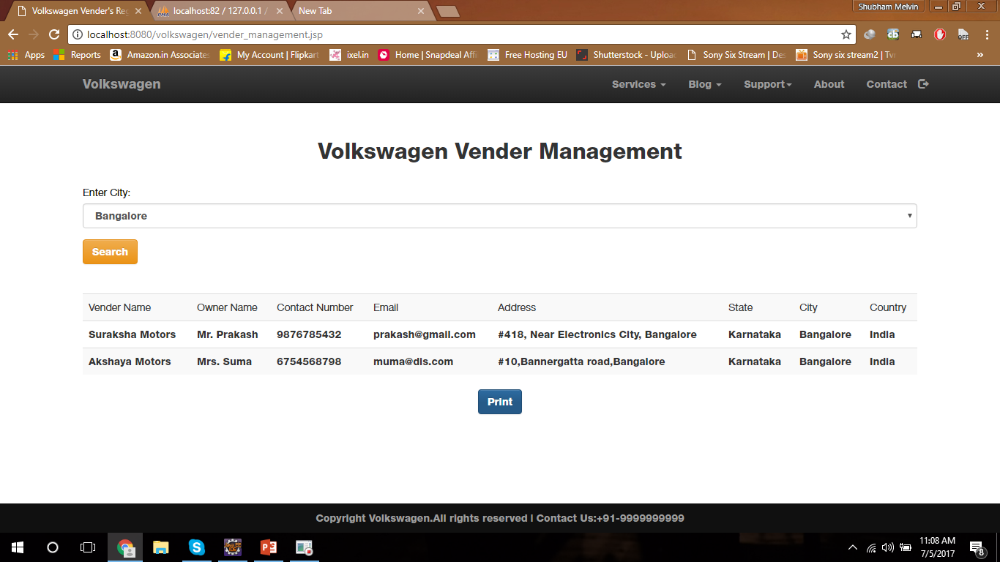 Shubham Melvin
Volkswagen Vender's Reg
localhost:82 / 127.0.0.1 /
New Tab
localhost:8080/volkswagen/vender_management.jsp
Apps Reports Amazon.in Associates My Account | Flipkart ixel.in Home | Snapdeal Affi Free Hosting EU Shutterstock - Uploa Sony Six Stream | Des Sony six stream2 | Tv »
Volkswagen Services Blog Support About Contact
Volkswagen Vender Management
Enter City:
Bangalore
Search
Vender Name Owner Name Contact Number Email Address State City Country
Suraksha Motors Mr. Prakash 9876785432 prakash@gmail.com #418, Near Electronics City, Bangalore Karnataka Bangalore India
Akshaya Motors Mrs. Suma 6754568798 muma@dis.com #10,Bannergatta road,Bangalore Karnataka Bangalore India
Print
Copyright Volkswagen.All rights reserved | Contact Us:+91-9999999999
11:08 AM
7/5/2017
8